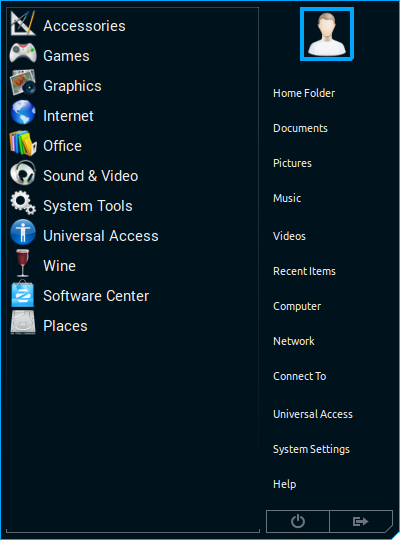 Accessories
Games
Graphics
Internet
Office
Sound & Video
System Tools
Universal Access
Wine
Software Center
Places
Home Folder
Documents
Pictures
Music
Videos
Recent Items
Computer
Network
Connect To
Universal Access
System Settings
Help